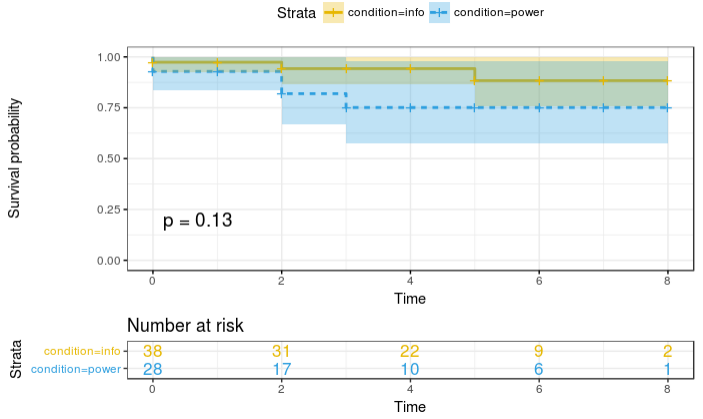 Strata condition=info condition=power
Survival probability
1.00
0.75
0.50
0.25
0.00
p = 0.13
0 2 4 6 8
Time
Number at risk
Strata
condition=info 38 31 22 9 2
condition=power 28 17 10 6 1
0 2 4 6 8
Time